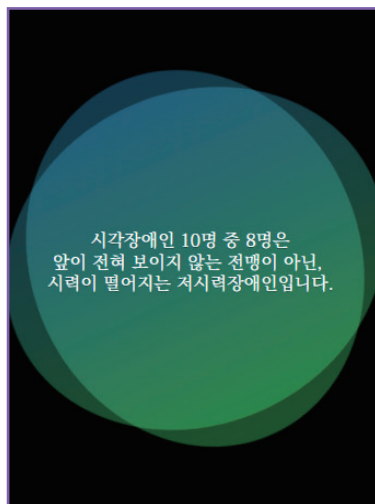 시각장애인 10명 중 8명은
앞이 전혀 보이지 않는 전맹이 아닌,
시력이 떨어지는 저시력장애인입니다.